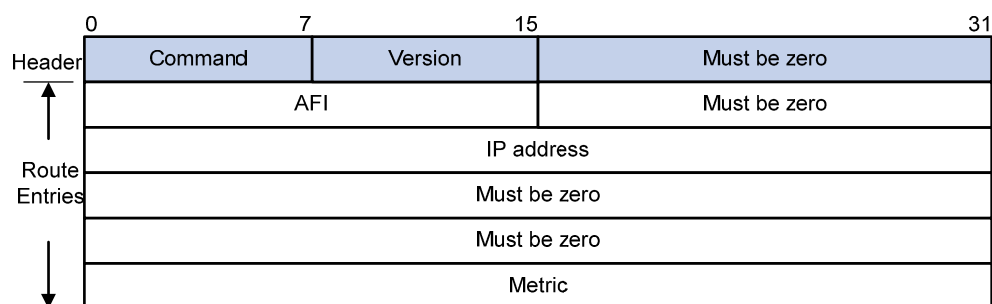 0 7 15 31
Header Command Version Must be zero
AFI Must be zero
IP address
Route
Entries
Must be zero
Must be zero
Metric